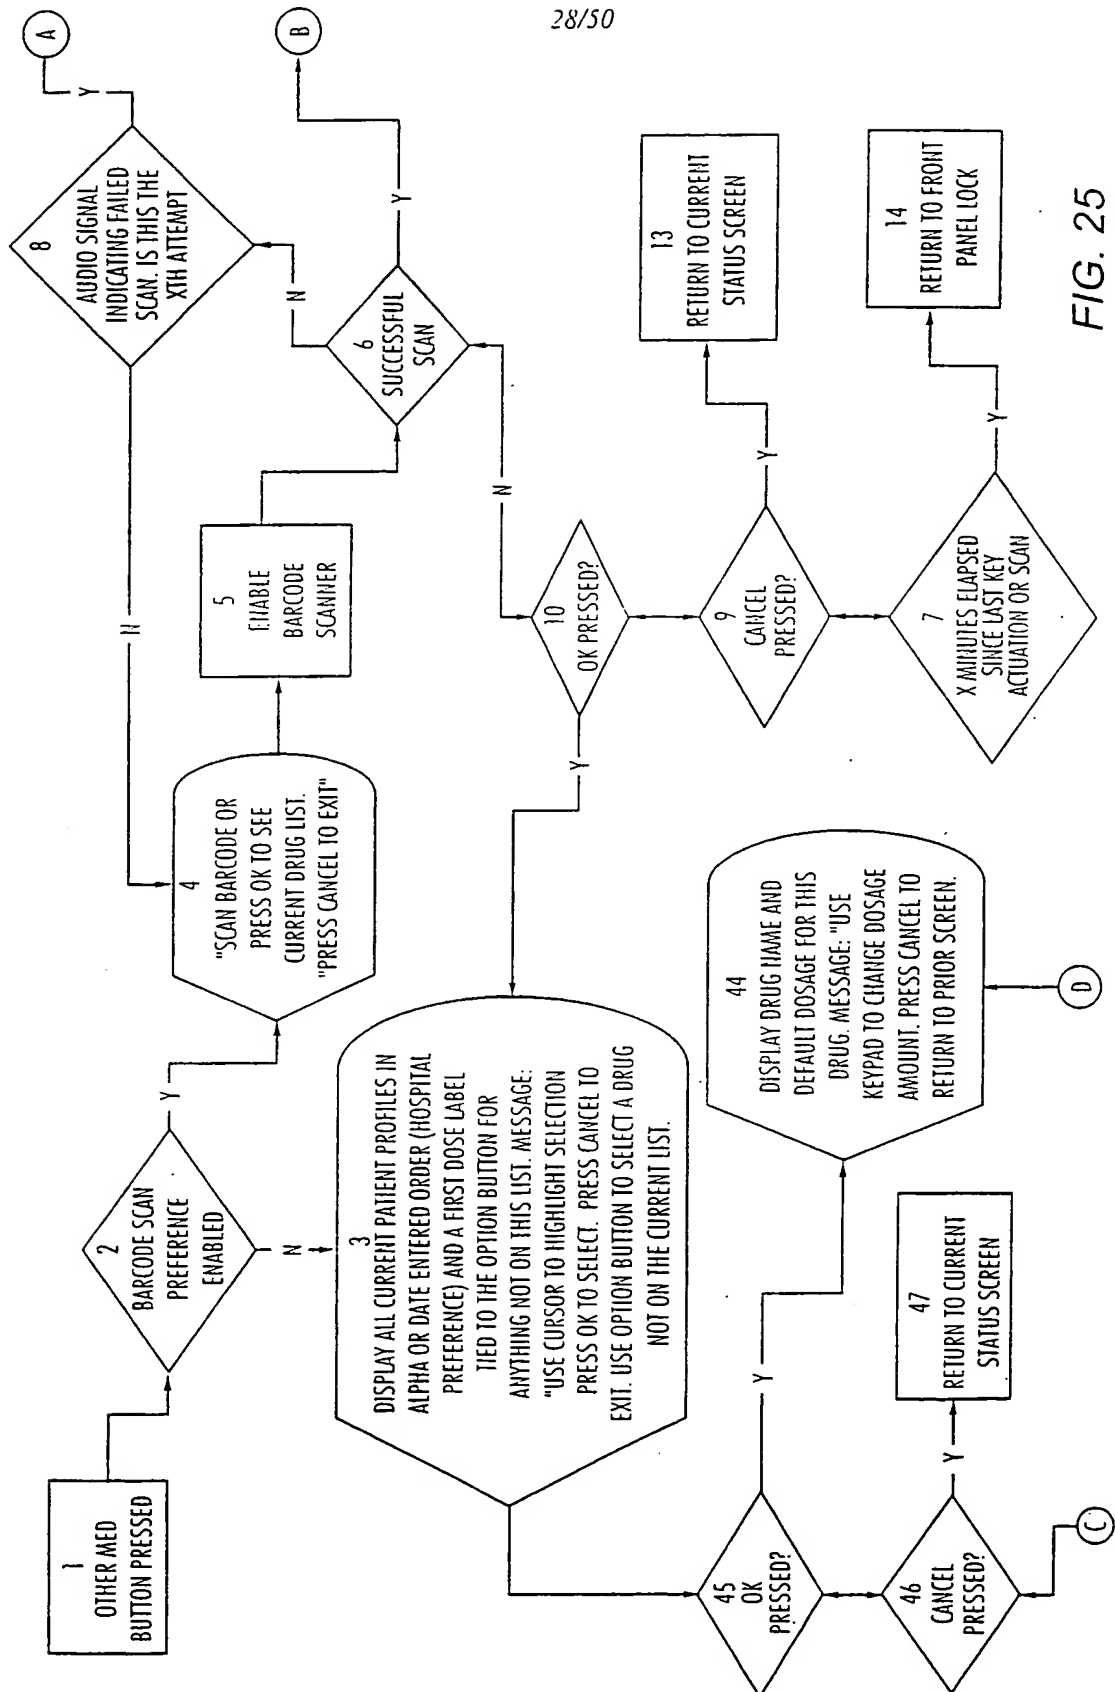 28/50
1
OTHER MED
BUTTON PRESSED
2
BARCODE SCAN
PREFERENCE
ENABLED
Y
N
3
DISPLAY ALL CURRENT PATIENT PROFILES IN
ALPHA OR DATE ENTERED ORDER (HOSPITAL
PREFERENCE) AND A FIRST DOSE LABEL
TIED TO THE OPTION BUTTON FOR
ANYTHING NOT ON THIS LIST. MESSAGE:
"USE CURSOR TO HIGHLIGHT SELECTION
PRESS OK TO SELECT. PRESS CANCEL TO
EXIT. USE OPTION BUTTON TO SELECT A DRUG
NOT ON THE CURRENT LIST.
4
"SCAN BARCODE OR
PRESS OK TO SEE
CURRENT DRUG LIST.
"PRESS CANCEL TO EXIT"
5
ENABLE
BARCODE
SCANNER
6
SUCCESSFUL
SCAN
Y
B
N
8
AUDIO SIGNAL
INDICATING FAILED
SCAN. IS THIS THE
XTH ATTEMPT
Y
A
N
N
10
OK PRESSED?
Y
9
CANCEL
PRESSED?
Y
13
RETURN TO CURRENT
STATUS SCREEN
7
X MINUTES ELAPSED
SINCE LAST KEY
ACTUATION OR SCAN
Y
14
RETURN TO FRONT
PANEL LOCK
45
OK
PRESSED?
Y
44
DISPLAY DRUG NAME AND
DEFAULT DOSAGE FOR THIS
DRUG. MESSAGE: "USE
KEYPAD TO CHANGE DOSAGE
AMOUNT. PRESS CANCEL TO
RETURN TO PRIOR SCREEN.
D
46
CANCEL
PRESSED?
Y
47
RETURN TO CURRENT
STATUS SCREEN
C
FIG. 25